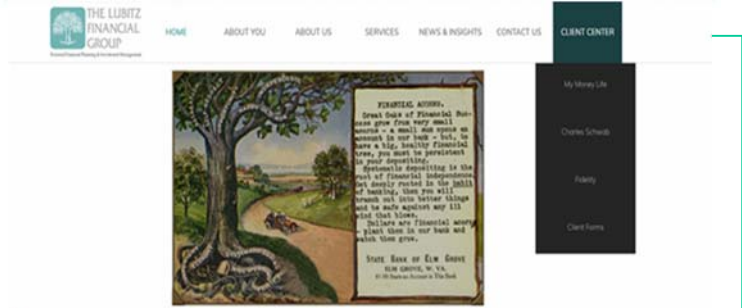 THE LUBITZ
FINANCIAL
GROUP
HOME
ABOUT YOU
ABOUT US
SERVICES
NEWS & INSIGHTS
CONTACT US
CLIENT CENTER
My Money Life
Charles Schwab
Fidelity
Client Forms
FINANCIAL ACORNS.
Great Oaks of Financial Suc-
cess grow from very small
acorns - a small sum opens an
account in our bank - but, to
have a big, healthy financial
tree, you must be persistent
in your depositing.
Systematic depositing is the
root of financial independence.
Get deeply rooted in the habit
of banking, then you will
branch out into better things
and be safe against any ill
wind that blows.
Dollars are financial acorns
- plant them in our bank and
watch them grow.
STATE BANK OF ELM GROVE
ELM GROVE, W. VA.